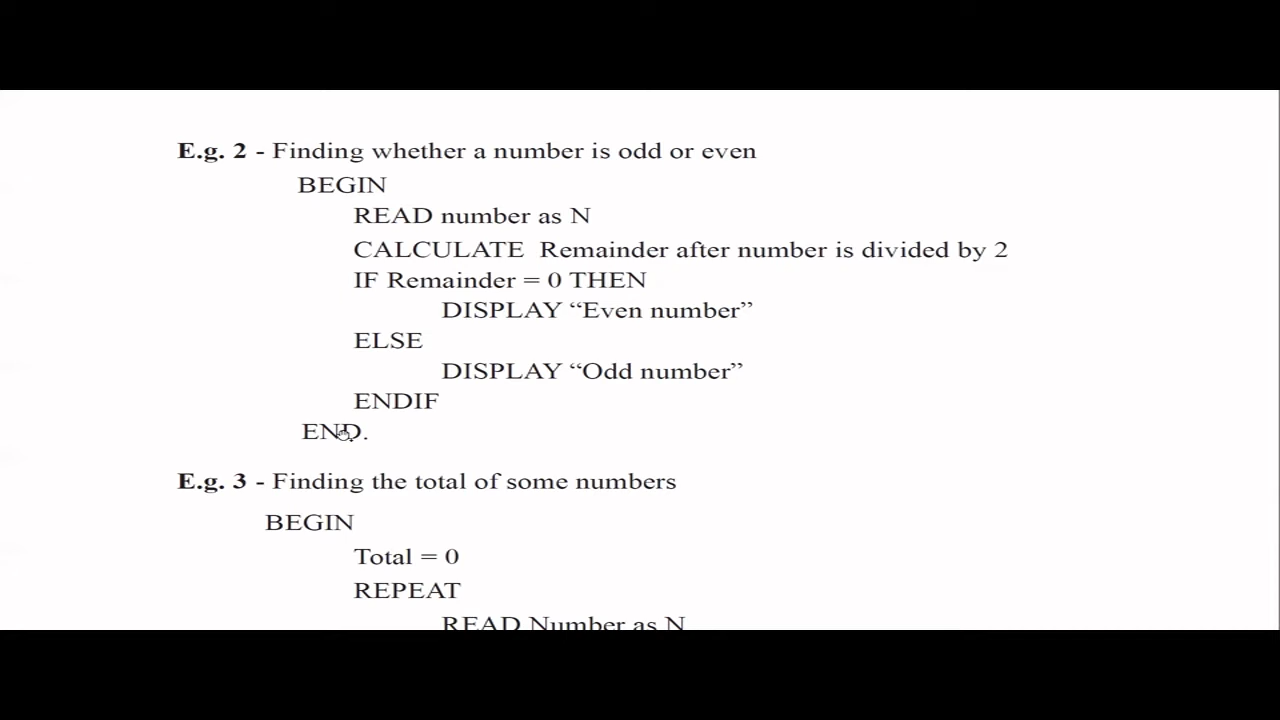 E.g. 2 - Finding whether a number is odd or even
BEGIN
READ number as N
CALCULATE Remainder after number is divided by 2
IF Remainder = 0 THEN
DISPLAY “Even number”
ELSE
DISPLAY “Odd number”
ENDIF
END.
E.g. 3 - Finding the total of some numbers
BEGIN
Total = 0
REPEAT
READ Number as N